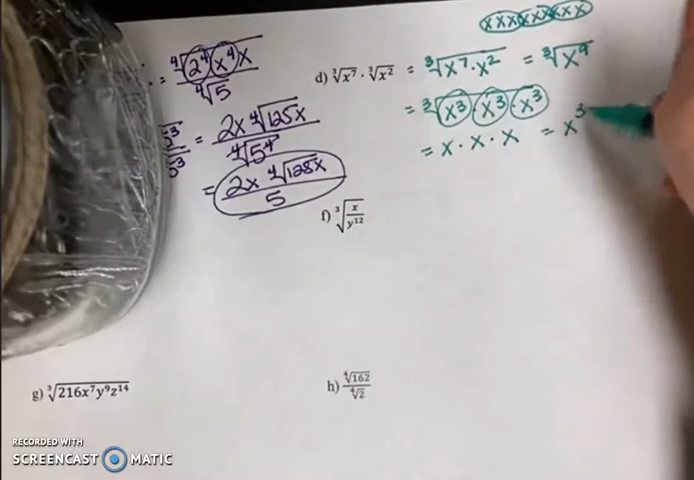 xxxxxxxxx
d) ∛x⁷ · ∛x² = ∛x⁷ · x² = ∛x⁹
= ∛x³ · x³ · x³
= x · x · x = x³
= ⁴√2⁴ x⁴ x / ⁴√5
= 2x ⁴√125x / ⁴√5⁴
= 2x ⁴√125x / 5
f) ∛x/y¹²
g) ∛216x⁷y⁹z¹⁴
h) ⁴√162 / ⁴√2
RECORDED WITH
SCREENCAST MATIC